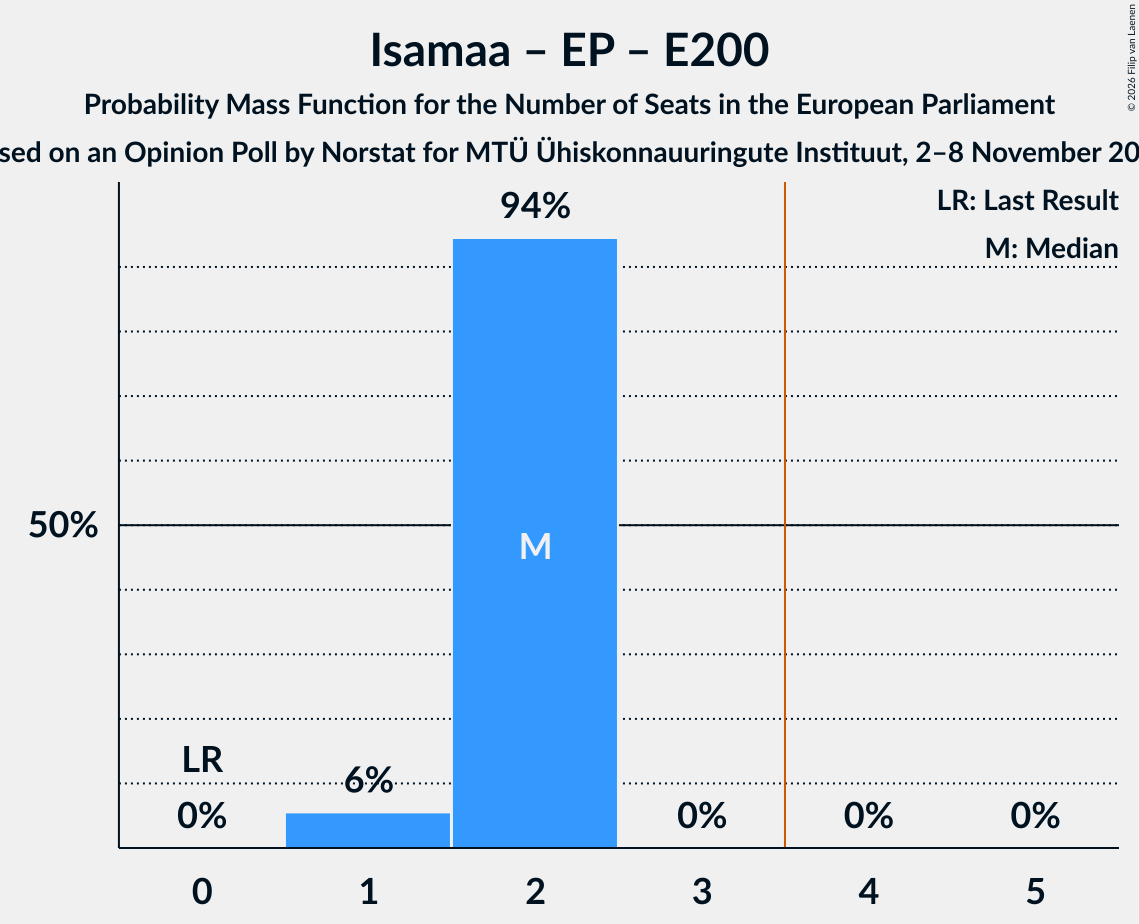 Isamaa – EP – E200
Probability Mass Function for the Number of Seats in the European Parliament
sed on an Opinion Poll by Norstat for MTÜ Ühiskonnauuringute Instituut, 2–8 November 20
© 2026 Filip van Laenen
LR: Last Result
M: Median
94%
50%
M
LR
0%
6%
0%
0%
0%
0
1
2
3
4
5